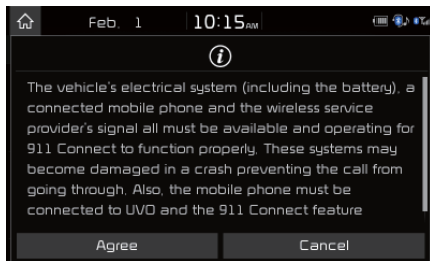 Feb. 1 10:15 AM
The vehicle's electrical system (including the battery), a
connected mobile phone and the wireless service
provider's signal all must be available and operating for
911 Connect to function properly. These systems may
become damaged in a crash preventing the call from
going through. Also, the mobile phone must be
connected to UVO and the 911 Connect feature
Agree Cancel